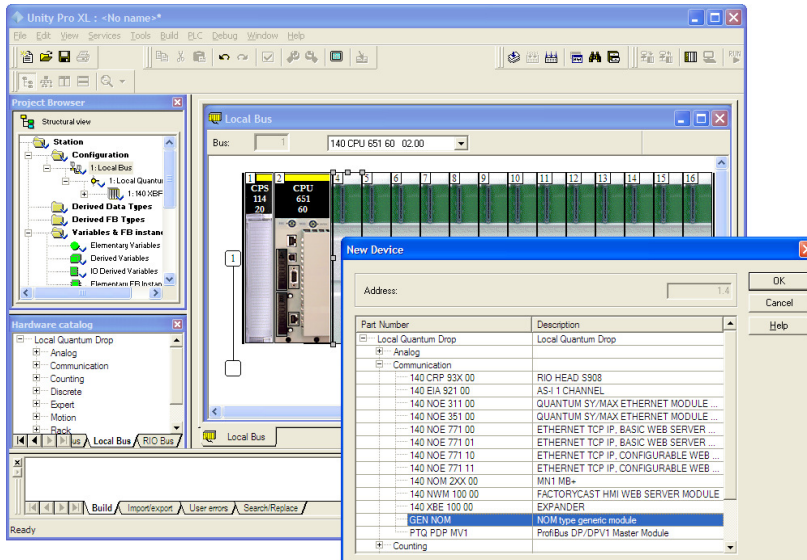 Unity Pro XL : <No name>*
File Edit View Services Tools Build PLC Debug Window Help
RUN
Project Browser
Structural view
Station
Configuration
1: Local Bus
1: Local Quantu
1: 140 XBF
Derived Data Types
Derived FB Types
Variables & FB instan
Elementary Variables
Derived Variables
IO Derived Variables
Elementary FB Instan
Hardware catalog
Local Quantum Drop
Analog
Communication
Counting
Discrete
Expert
Motion
Rack
us Local Bus RIO Bus
Local Bus
Bus: 1 140 CPU 651 60 02.00
1 2 4 5 6 7 8 9 10 11 12 13 14 15 16
CPS 114 20
CPU 651 60
1
Local Bus
New Device
Address: 1.4
OK
Cancel
Help
Part Number Description
Local Quantum Drop Local Quantum Drop
Analog
Communication
140 CRP 93X 00 RIO HEAD S908
140 EIA 921 00 AS-I 1 CHANNEL
140 NOE 311 00 QUANTUM SY/MAX ETHERNET MODULE ...
140 NOE 351 00 QUANTUM SY/MAX ETHERNET MODULE ...
140 NOE 771 00 ETHERNET TCP IP, BASIC WEB SERVER ...
140 NOE 771 01 ETHERNET TCP IP, BASIC WEB SERVER ...
140 NOE 771 10 ETHERNET TCP IP, CONFIGURABLE WEB ...
140 NOE 771 11 ETHERNET TCP IP, CONFIGURABLE WEB ...
140 NOM 2XX 00 MN1 MB+
140 NWM 100 00 FACTORYCAST HMI WEB SERVER MODULE
140 XBE 100 00 EXPANDER
GEN NOM NOM type generic module
PTQ PDP MV1 ProfiBus DP/DPV1 Master Module
Counting
Build Import/export User errors Search/Replace
Ready